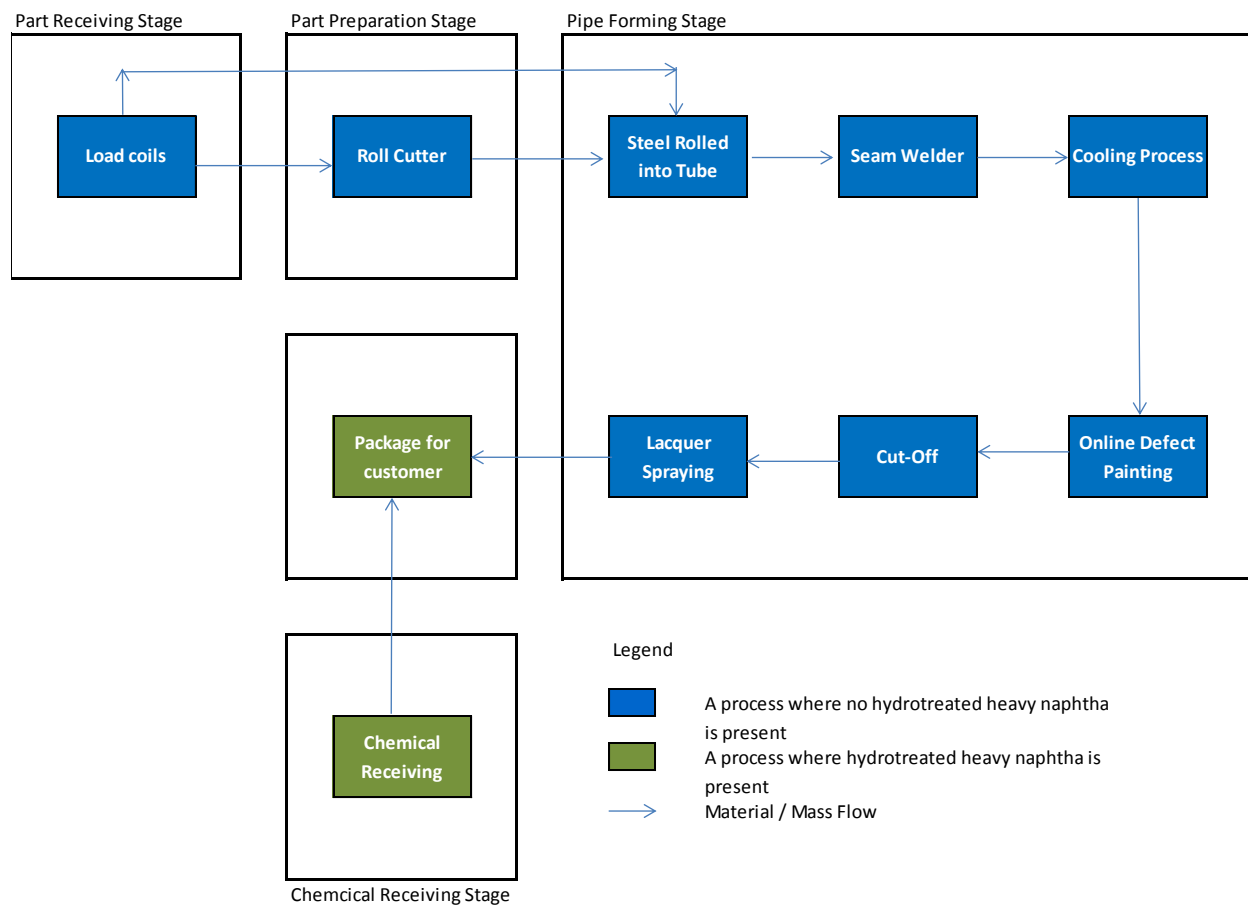 Part Receiving Stage
Part Preparation Stage
Pipe Forming Stage
Load coils
Roll Cutter
Steel Rolled
into Tube
Seam Welder
Cooling Process
Package for
customer
Lacquer
Spraying
Cut-Off
Online Defect
Painting
Chemical
Receiving
Chemcical Receiving Stage
Legend
A process where no hydrotreated heavy naphtha
is present
A process where hydrotreated heavy naphtha is
present
Material / Mass Flow